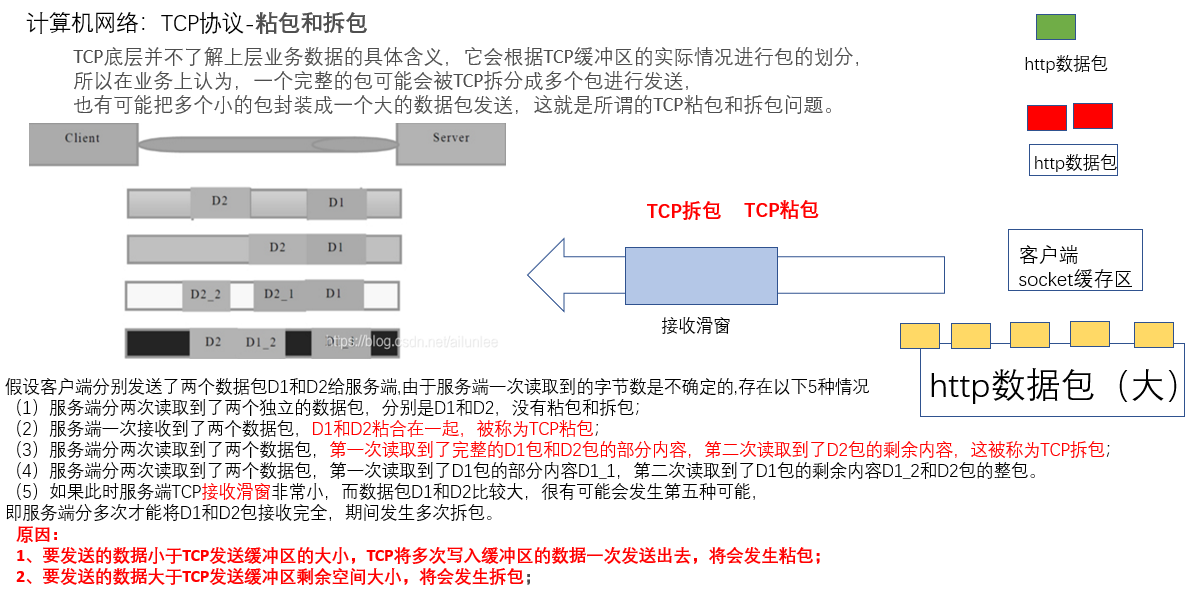 计算机网络：TCP协议-粘包和拆包
TCP底层并不了解上层业务数据的具体含义，它会根据TCP缓冲区的实际情况进行包的划分，
所以在业务上认为，一个完整的包可能会被TCP拆分成多个包进行发送，
也有可能把多个小的包封装成一个大的数据包发送，这就是所谓的TCP粘包和拆包问题。
http数据包
http数据包
Client
Server
D2 D1
D2 D1
D2_2 D2_1 D1
D2 D1_2
https://blog.csdn.net/ailunlee
TCP拆包 TCP粘包
接收滑窗
客户端
socket缓存区
http数据包（大）
假设客户端分别发送了两个数据包D1和D2给服务端,由于服务端一次读取到的字节数是不确定的,存在以下5种情况
（1）服务端分两次读取到了两个独立的数据包，分别是D1和D2，没有粘包和拆包；
（2）服务端一次接收到了两个数据包，D1和D2粘合在一起，被称为TCP粘包；
（3）服务端分两次读取到了两个数据包，第一次读取到了完整的D1包和D2包的部分内容，第二次读取到了D2包的剩余内容，这被称为TCP拆包；
（4）服务端分两次读取到了两个数据包，第一次读取到了D1包的部分内容D1_1，第二次读取到了D1包的剩余内容D1_2和D2包的整包。
（5）如果此时服务端TCP接收滑窗非常小，而数据包D1和D2比较大，很有可能会发生第五种可能，
即服务端分多次才能将D1和D2包接收完全，期间发生多次拆包。
原因：
1、要发送的数据小于TCP发送缓冲区的大小，TCP将多次写入缓冲区的数据一次发送出去，将会发生粘包；
2、要发送的数据大于TCP发送缓冲区剩余空间大小，将会发生拆包；